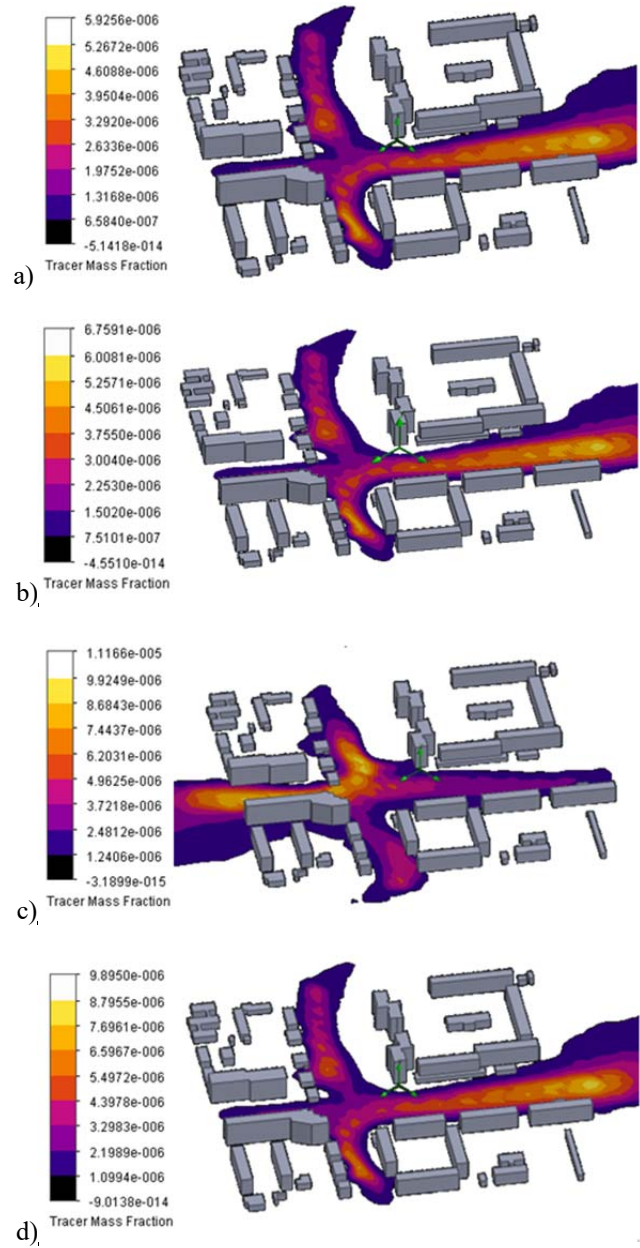 5.9256e-006
5.2672e-006
4.6088e-006
3.9504e-006
3.2920e-006
2.6336e-006
1.9752e-006
1.3168e-006
6.5840e-007
-5.1418e-014
Tracer Mass Fraction
a)
6.7591e-006
6.0081e-006
5.2571e-006
4.5061e-006
3.7550e-006
3.0040e-006
2.2530e-006
1.5020e-006
7.5101e-007
-4.5510e-014
Tracer Mass Fraction
b)
1.1166e-005
9.9249e-006
8.6843e-006
7.4437e-006
6.2031e-006
4.9625e-006
3.7218e-006
2.4812e-006
1.2406e-006
-3.1899e-015
Tracer Mass Fraction
c)
9.8950e-006
8.7955e-006
7.6961e-006
6.5967e-006
5.4972e-006
4.3978e-006
3.2983e-006
2.1989e-006
1.0994e-006
-9.0138e-014
Tracer Mass Fraction
d)